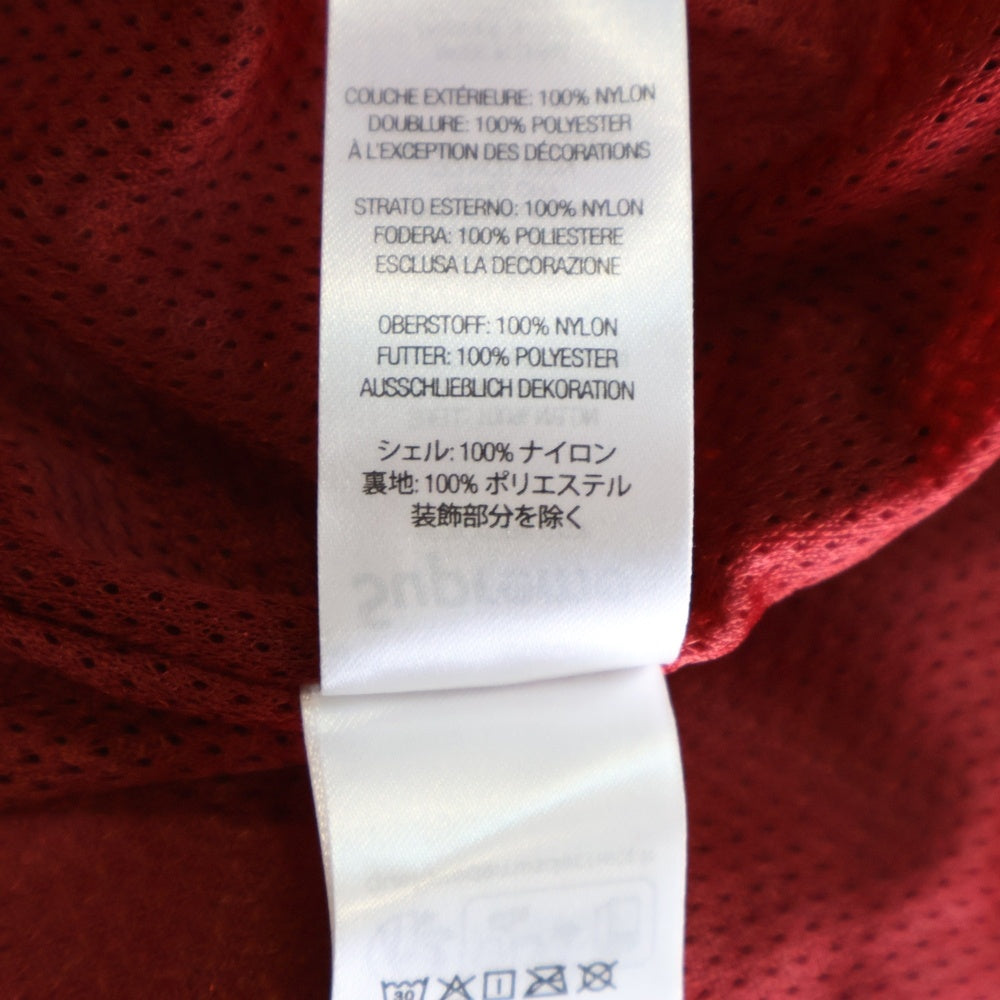 COUCHE EXTÉRIEURE: 100% NYLON
DOUBLURE: 100% POLYESTER
À L'EXCEPTION DES DÉCORATIONS
STRATO ESTERNO: 100% NYLON
FODERA: 100% POLIESTERE
ESCLUSA LA DECORAZIONE
OBERSTOFF: 100% NYLON
FUTTER: 100% POLYESTER
AUSSCHLIEßLICH DEKORATION
シェル: 100% ナイロン
裏地: 100% ポリエステル
装飾部分を除く
30